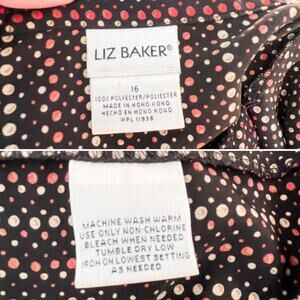 LIZ BAKER®
16
100% POLYESTER/POLIESTER
MADE IN HONG KONG
HECHO EN HONG KONG
WPL 11936
MACHINE WASH WARM
USE ONLY NON-CHLORINE
BLEACH WHEN NEEDED
TUMBLE DRY LOW
IRON ON LOWEST SETTING
AS NEEDED